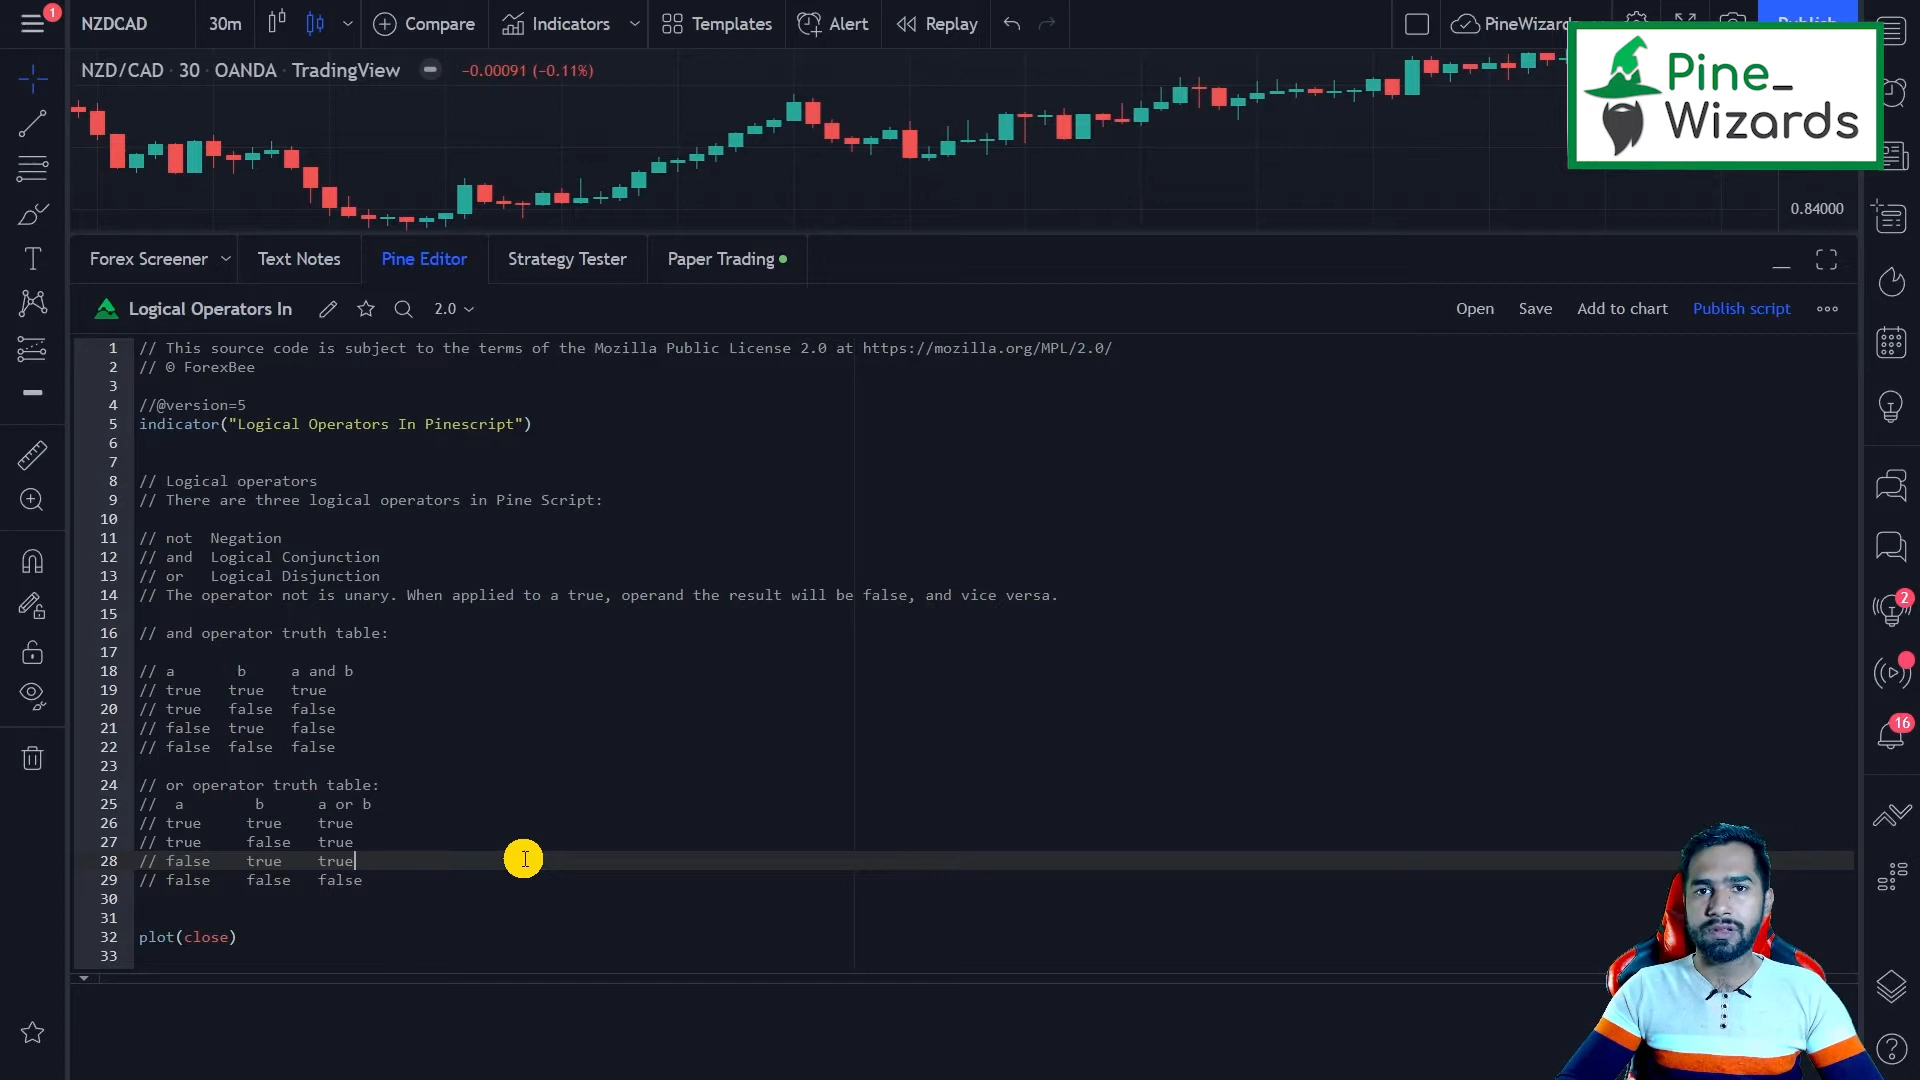 1
NZDCAD
30m
Compare
Indicators
Templates
Alert
Replay
PineWizards
Publish
NZD/CAD · 30 · OANDA · TradingView
-0.00091 (-0.11%)
Pine_
Wizards
0.84000
Forex Screener
Text Notes
Pine Editor
Strategy Tester
Paper Trading
Logical Operators In
2.0
Open
Save
Add to chart
Publish script
1 // This source code is subject to the terms of the Mozilla Public License 2.0 at https://mozilla.org/MPL/2.0/
2 // © ForexBee
3
4 //@version=5
5 indicator("Logical Operators In Pinescript")
6
7
8 // Logical operators
9 // There are three logical operators in Pine Script:
10
11 // not  Negation
12 // and  Logical Conjunction
13 // or   Logical Disjunction
14 // The operator not is unary. When applied to a true, operand the result will be false, and vice versa.
15
16 // and operator truth table:
17
18 // a       b     a and b
19 // true   true   true
20 // true   false  false
21 // false  true   false
22 // false  false  false
23
24 // or operator truth table:
25 //  a        b      a or b
26 // true     true    true
27 // true     false   true
28 // false    true    true
29 // false    false   false
30
31
32 plot(close)
33
2
16